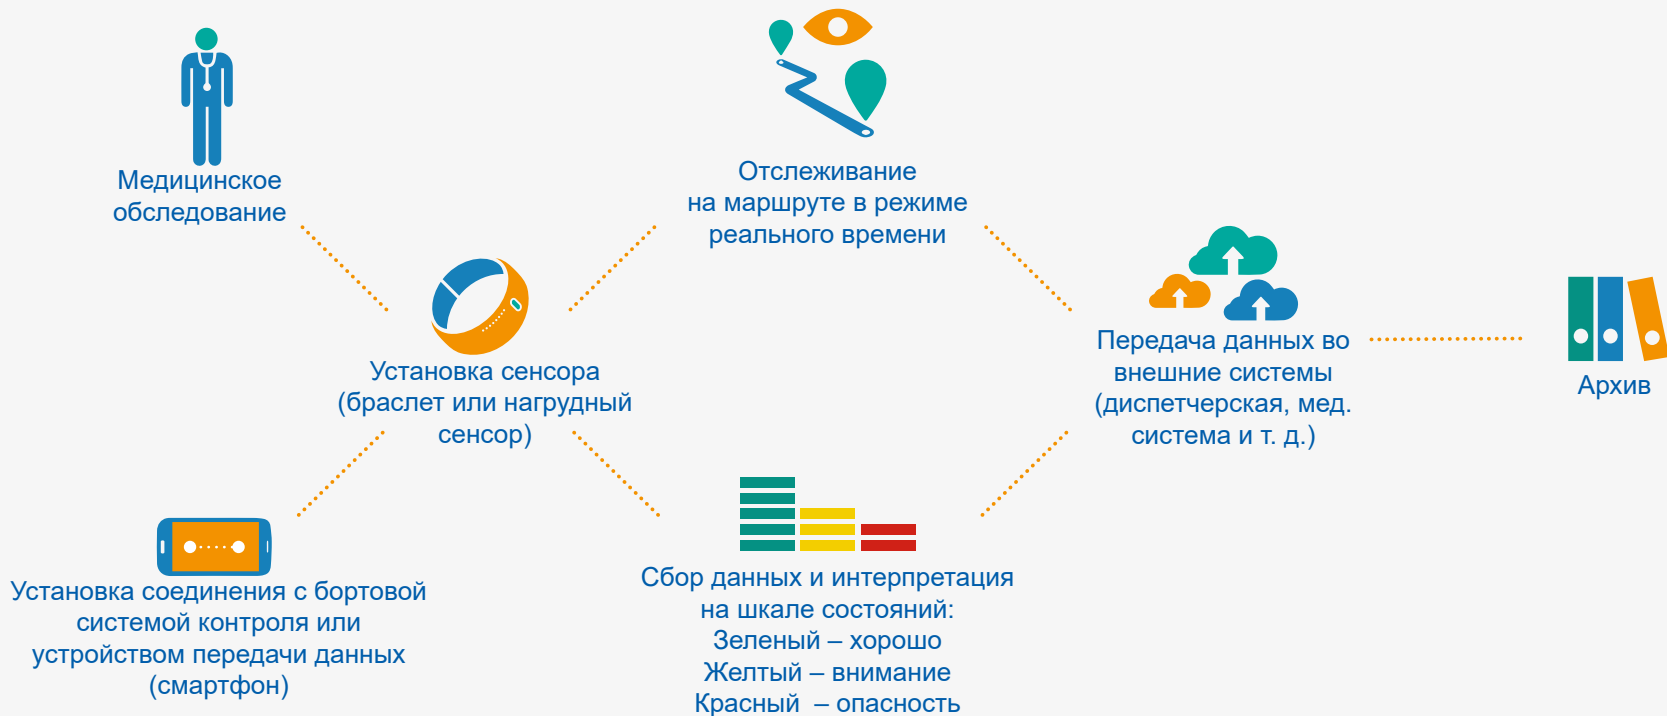 Медицинское
обследование
Отслеживание
на маршруте в режиме
реального времени
Установка сенсора
(браслет или нагрудный
сенсор)
Передача данных во
внешние системы
(диспетчерская, мед.
система и т. д.)
Архив
Установка соединения с бортовой
системой контроля или
устройством передачи данных
(смартфон)
Сбор данных и интерпретация
на шкале состояний:
Зеленый – хорошо
Желтый – внимание
Красный – опасность